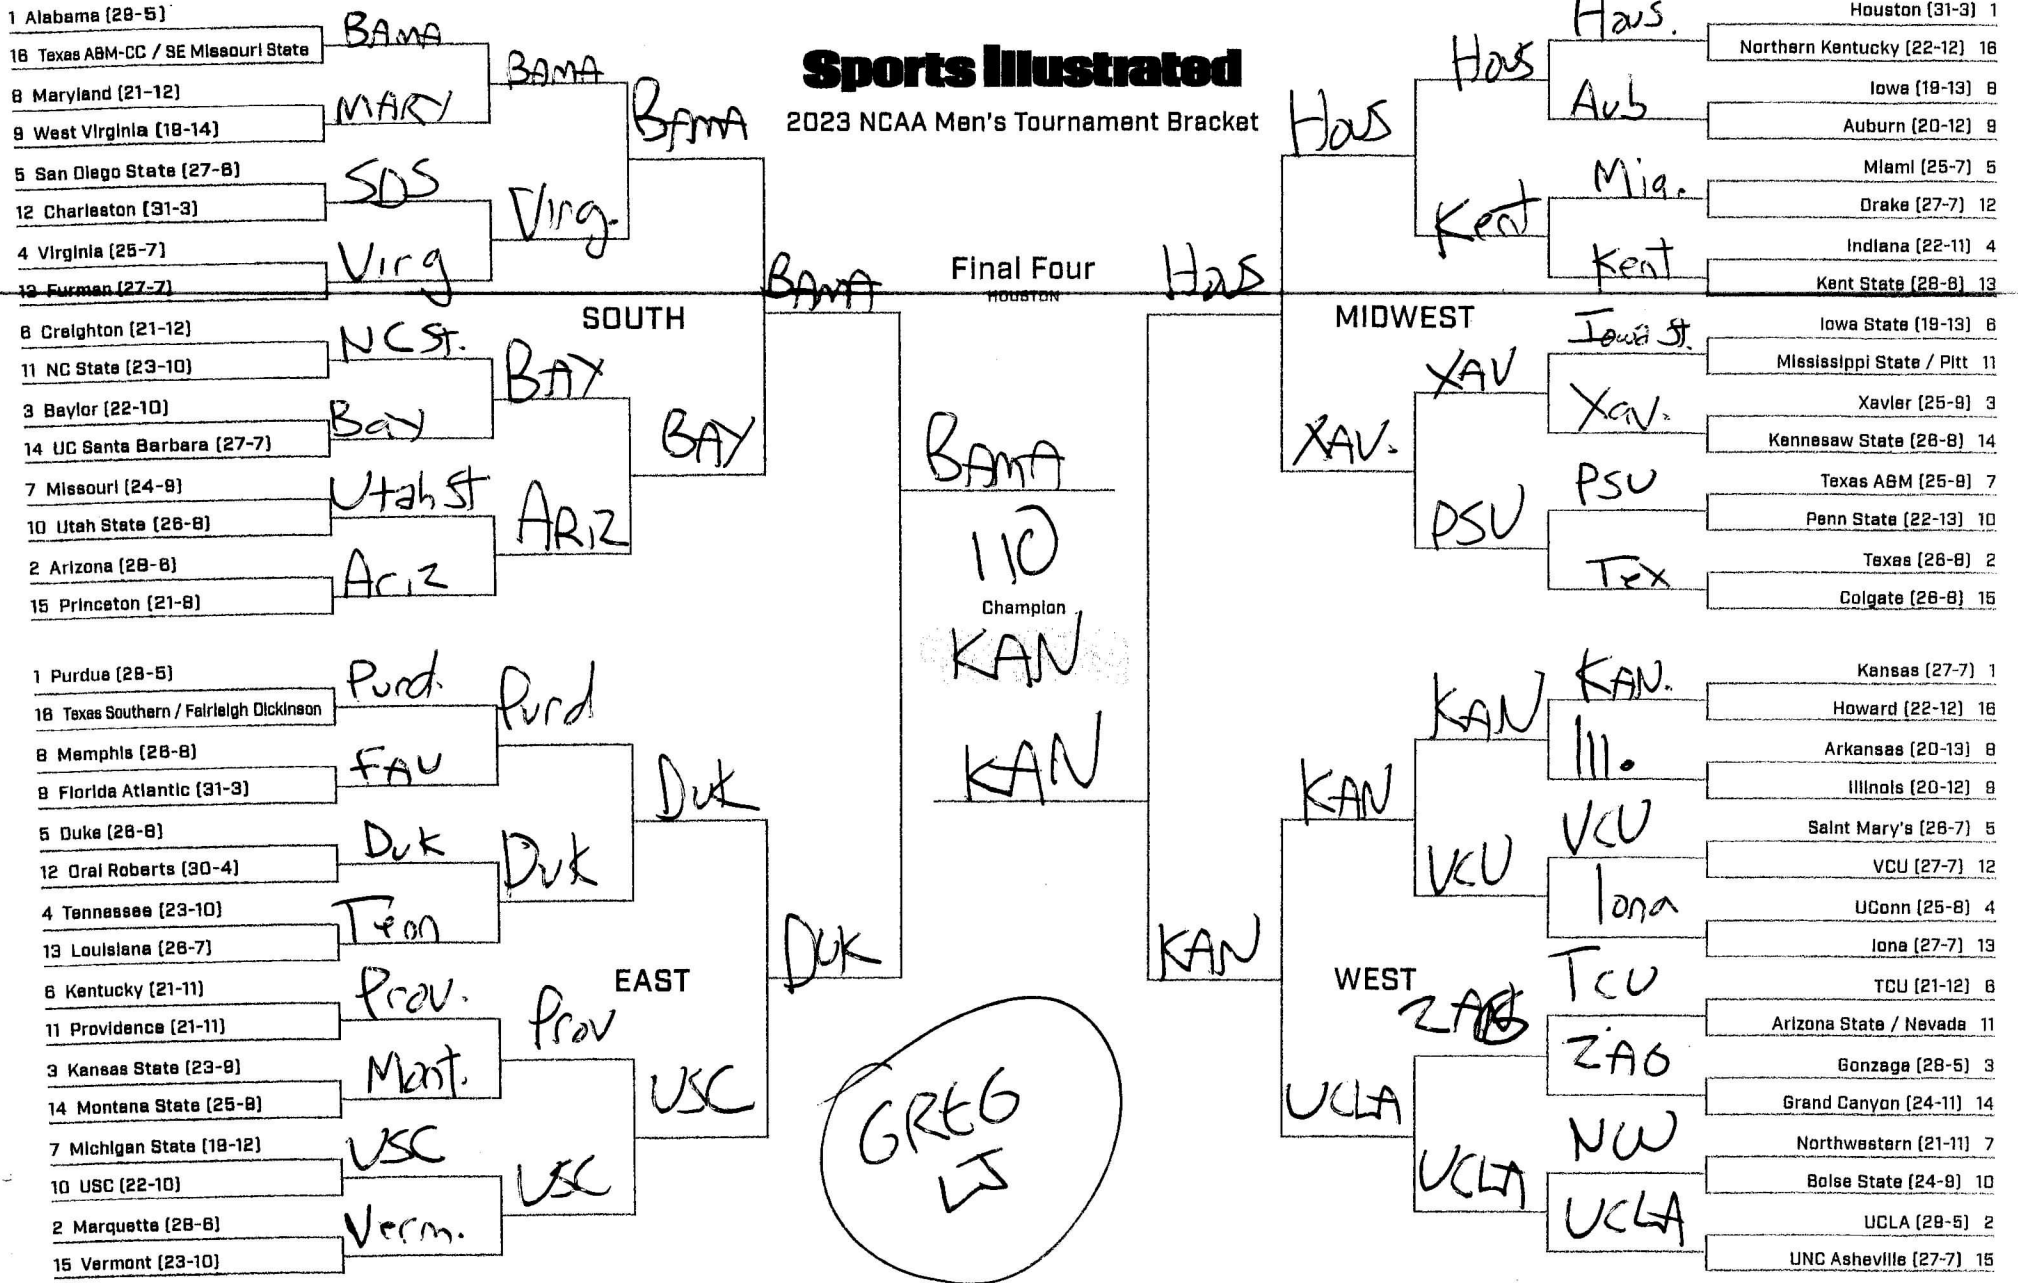 Sports Illustrated
2023 NCAA Men's Tournament Bracket
1 Alabama (29-5)
16 Texas A&M-CC / SE Missouri State
8 Maryland (21-12)
9 West Virginia (19-14)
5 San Diego State (27-6)
12 Charleston (31-3)
4 Virginia (25-7)
13 Furman (27-7)
6 Creighton (21-12)
11 NC State (23-10)
3 Baylor (22-10)
14 UC Santa Barbara (27-7)
7 Missouri (24-9)
10 Utah State (26-8)
2 Arizona (28-6)
15 Princeton (21-8)
BAMA
MARY
SDS
Virg
NC St.
Bay
Utah St
Ariz
BAMA
Virg.
BAY
ARIZ
BAMA
BAY
BAMA
SOUTH
1 Purdue (29-5)
16 Texas Southern / Fairleigh Dickinson
8 Memphis (26-8)
9 Florida Atlantic (31-3)
5 Duke (26-8)
12 Oral Roberts (30-4)
4 Tennessee (23-10)
13 Louisiana (26-7)
6 Kentucky (21-11)
11 Providence (21-11)
3 Kansas State (23-9)
14 Montana State (25-9)
7 Michigan State (19-12)
10 USC (22-10)
2 Marquette (28-6)
15 Vermont (23-10)
Purd.
FAU
Duk
Tenn
Prov.
Mont.
USC
Verm.
Purd
Duk
Prov
USC
Duk
USC
DUK
EAST
Final Four
HOUSTON
BAMA
110
Champion
KAN
KAN
GREG
LJ
Houston (31-3) 1
Northern Kentucky (22-12) 16
Iowa (19-13) 8
Auburn (20-12) 9
Miami (25-7) 5
Drake (27-7) 12
Indiana (22-11) 4
Kent State (28-6) 13
Iowa State (19-13) 6
Mississippi State / Pitt 11
Xavier (25-9) 3
Kennesaw State (26-8) 14
Texas A&M (25-9) 7
Penn State (22-13) 10
Texas (26-8) 2
Colgate (26-8) 15
Hous.
Aub
Mia.
Kent
Iowa St.
Xav.
PSU
Tex
Hous
Kent
XAV
PSU
Hous
XAV.
Hous
MIDWEST
Kansas (27-7) 1
Howard (22-12) 16
Arkansas (20-13) 8
Illinois (20-12) 9
Saint Mary's (26-7) 5
VCU (27-7) 12
UConn (25-8) 4
Iona (27-7) 13
TCU (21-12) 6
Arizona State / Nevada 11
Gonzaga (28-5) 3
Grand Canyon (24-11) 14
Northwestern (21-11) 7
Boise State (24-9) 10
UCLA (29-5) 2
UNC Asheville (27-7) 15
KAN.
Ill.
VCU
Iona
TCU
ZAG
NW
UCLA
KAN
VCU
ZAG
UCLA
KAN
UCLA
KAN
WEST